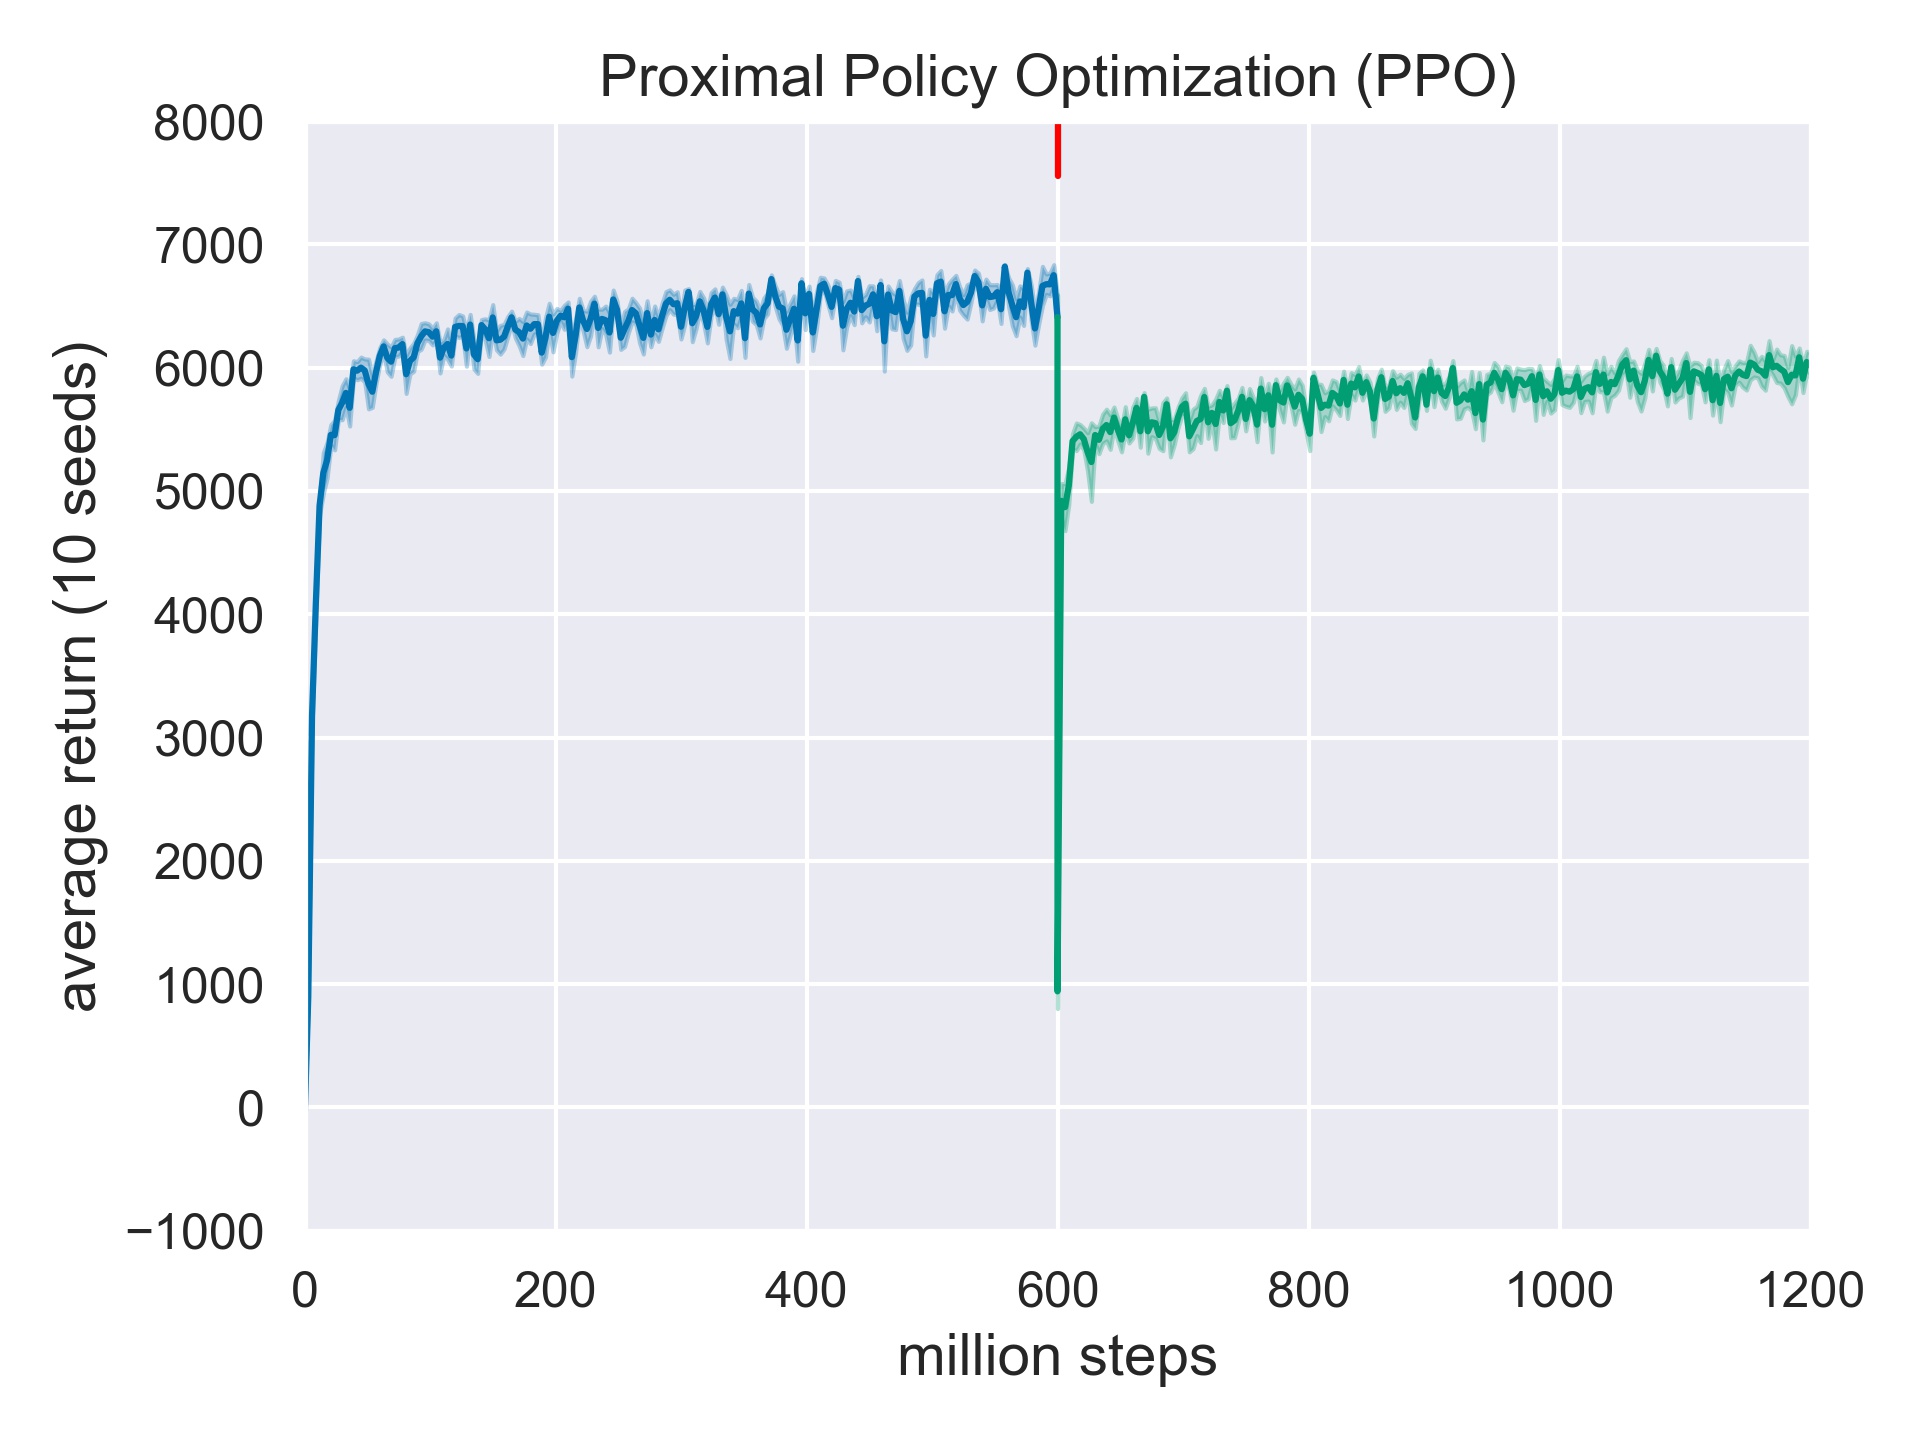 Proximal Policy Optimization (PPO)
8000
7000
6000
5000
4000
3000
2000
1000
0
−1000
average return (10 seeds)
0 200 400 600 800 1000 1200
million steps